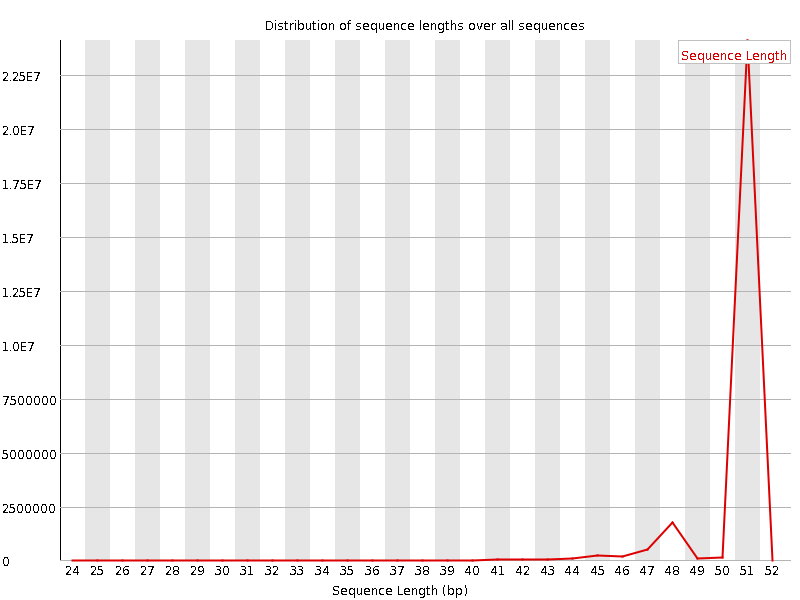 Distribution of sequence lengths over all sequences
Sequence Length
2.25E7
2.0E7
1.75E7
1.5E7
1.25E7
1.0E7
7500000
5000000
2500000
0
24 25 26 27 28 29 30 31 32 33 34 35 36 37 38 39 40 41 42 43 44 45 46 47 48 49 50 51 52
Sequence Length (bp)